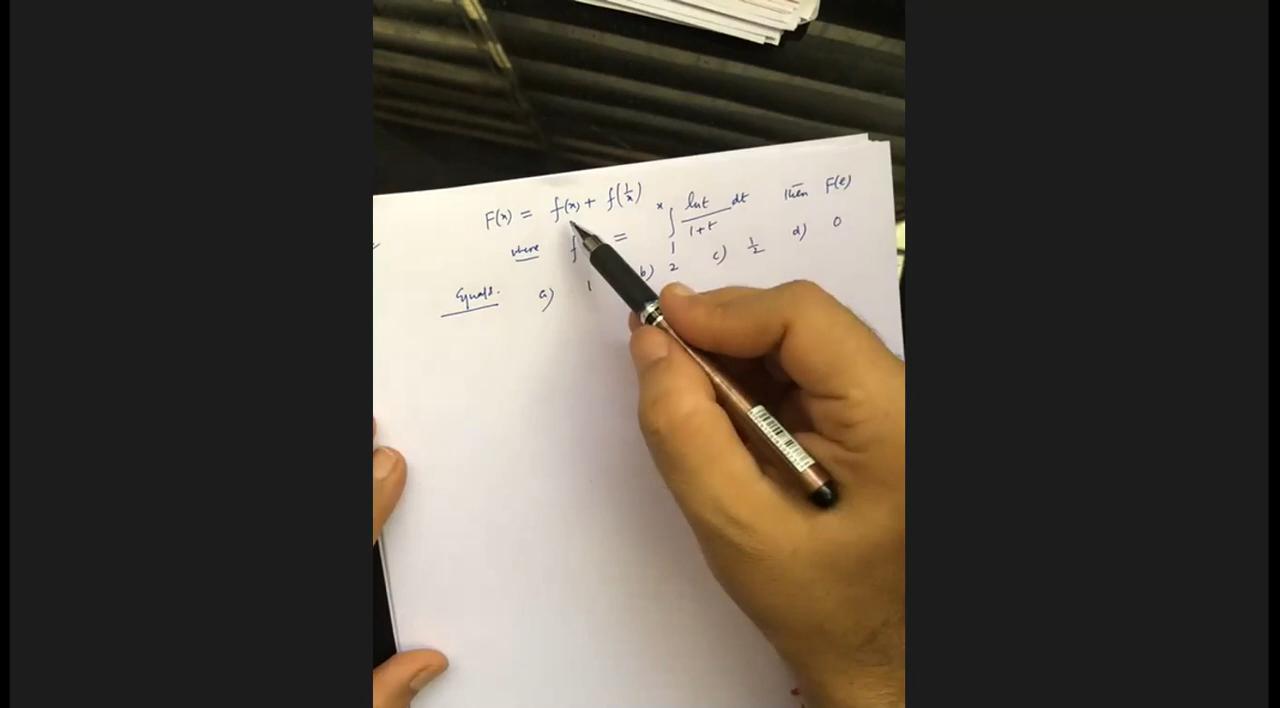 F(x) = f(x) + f(1/x)
where f = ∫₁ˣ lnt/1+t dt then F(e)
Equals. a) 1 b) 2 c) 1/2 d) 0